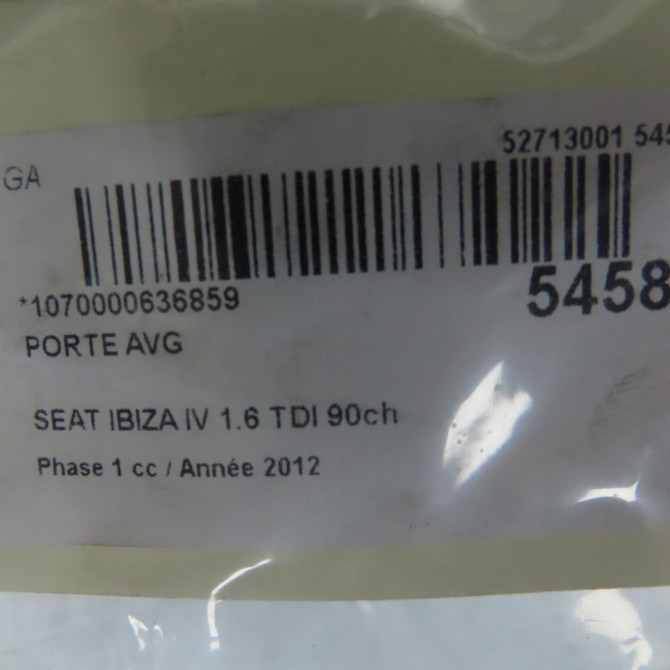 52713001 545
GA
*1070000636859
5458
PORTE AVG
SEAT IBIZA IV 1.6 TDI 90ch
Phase 1 cc / Année 2012